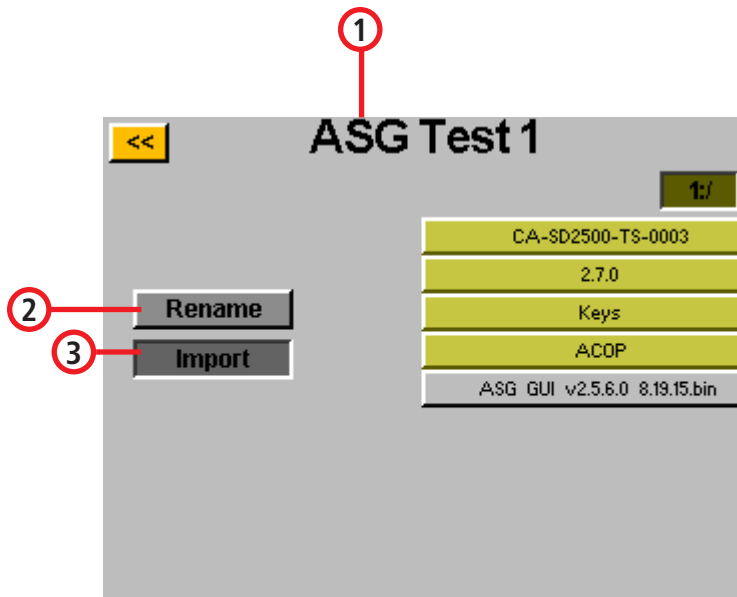 1
<<
ASG Test 1
1:/
CA-SD2500-TS-0003
2.7.0
2
Rename
Keys
3
Import
ACOP
ASG GUI v2.5.6.0 8.19.15.bin